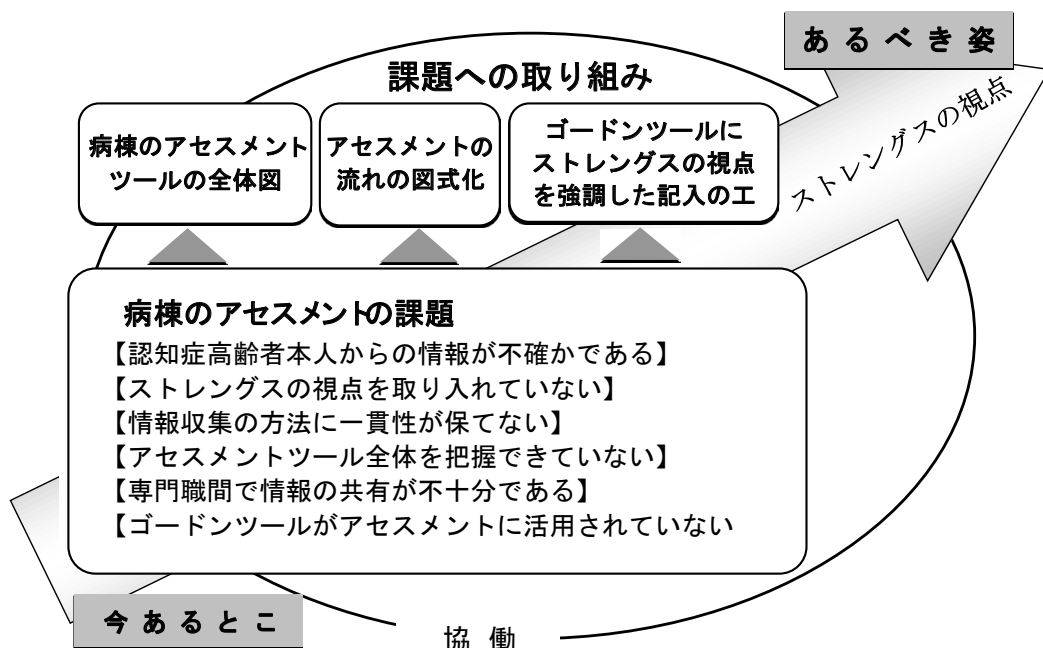 あるべき姿
課題への取り組み
病棟のアセスメント
ツールの全体図
アセスメントの
流れの図式化
ゴードンツールに
ストレングスの視点
を強調した記入の工
ストレングスの視点
病棟のアセスメントの課題
【認知症高齢者本人からの情報が不確かである】
【ストレングスの視点を取り入れていない】
【情報収集の方法に一貫性が保てない】
【アセスメントツール全体を把握できていない】
【専門職間で情報の共有が不十分である】
【ゴードンツールがアセスメントに活用されていない
今あるとこ
協働